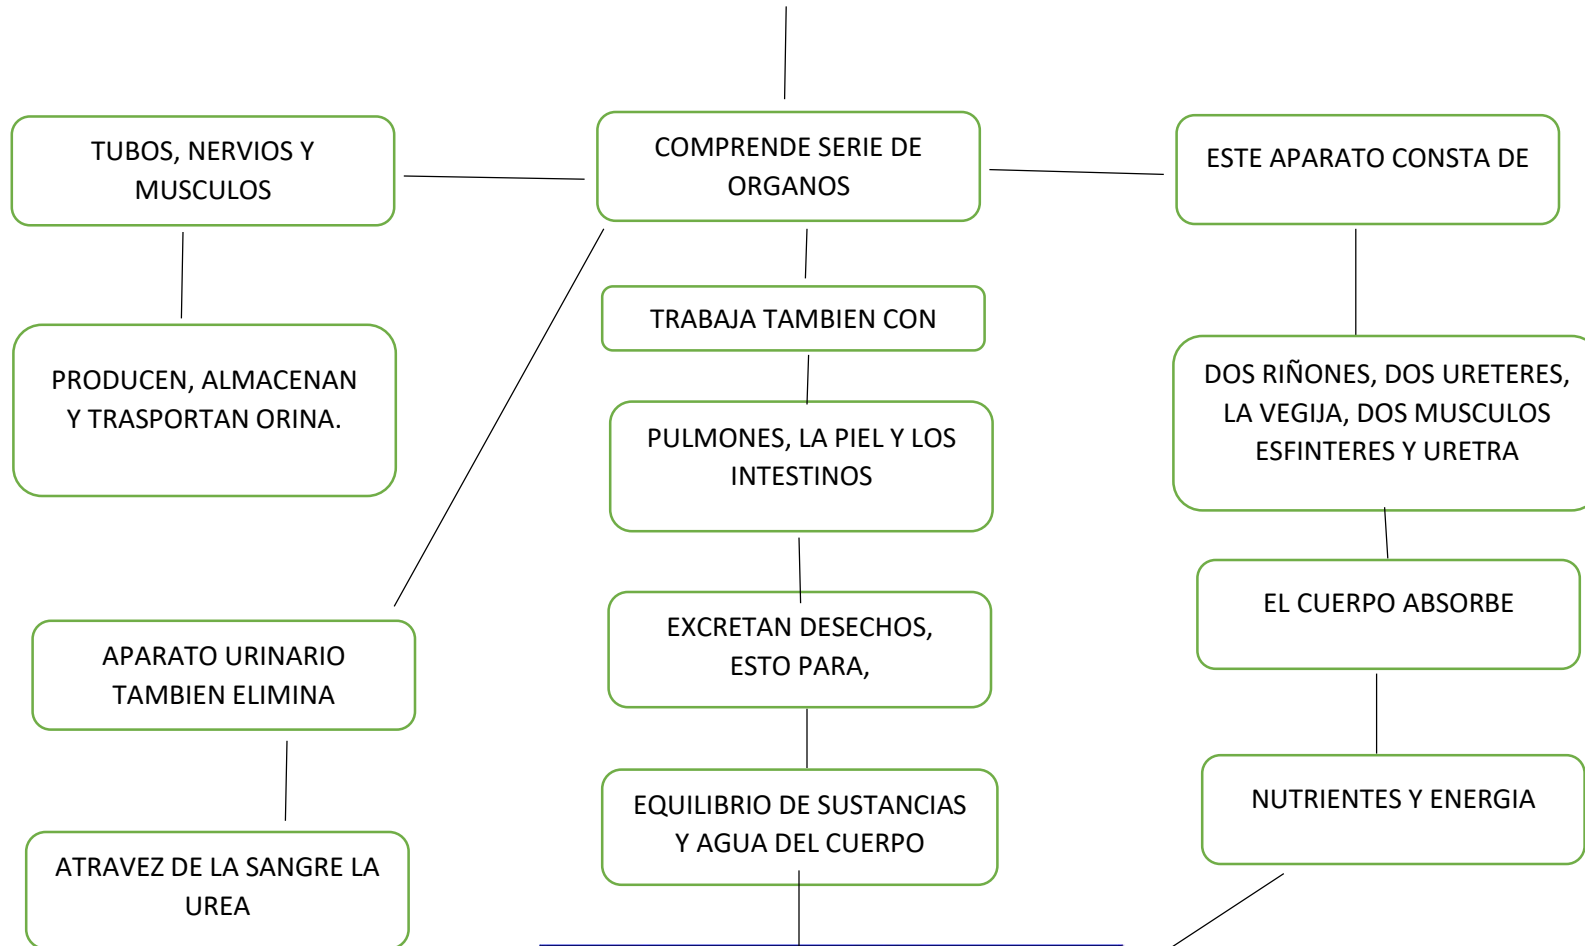 TUBOS, NERVIOS Y
MUSCULOS
COMPRENDE SERIE DE
ORGANOS
ESTE APARATO CONSTA DE
TRABAJA TAMBIEN CON
PRODUCEN, ALMACENAN
Y TRASPORTAN ORINA.
DOS RIÑONES, DOS URETERES,
LA VEGIJA, DOS MUSCULOS
ESFINTERES Y URETRA
PULMONES, LA PIEL Y LOS
INTESTINOS
EL CUERPO ABSORBE
EXCRETAN DESECHOS,
ESTO PARA,
APARATO URINARIO
TAMBIEN ELIMINA
NUTRIENTES Y ENERGIA
EQUILIBRIO DE SUSTANCIAS
Y AGUA DEL CUERPO
ATRAVEZ DE LA SANGRE LA
UREA